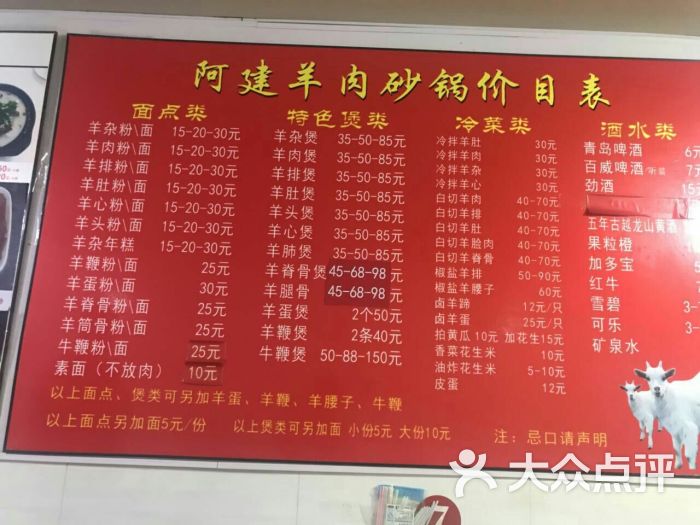 阿建羊肉砂锅价目表
面点类
羊杂粉\面 15-20-30元
羊肉粉\面 15-20-30元
羊排粉\面 15-20-30元
羊肚粉\面 15-20-30元
羊心粉\面 15-20-30元
羊头粉\面 15-20-30元
羊杂年糕 15-20-30元
羊鞭粉\面 25元
羊蛋粉\面 30元
羊脊骨粉\面 25元
羊筒骨粉\面 25元
牛鞭粉\面 25元
素面（不放肉） 10元
特色煲类
羊杂煲 35-50-85元
羊肉煲 35-50-85元
羊排煲 35-50-85元
羊肚煲 35-50-85元
羊头煲 35-50-85元
羊心煲 35-50-85元
羊肺煲 35-50-85元
羊脊骨煲 45-68-98元
羊腿骨 45-68-98元
羊蛋煲 2个50元
羊鞭煲 2条40元
牛鞭煲 50-88-150元
冷菜类
冷拌羊肚 30元
冷拌羊肉 30元
冷拌羊杂 30元
冷拌羊心 30元
白切羊肉 40-70元
白切羊排 40-70元
白切羊肚 40-70元
白切羊脸肉 40-70元
白切羊脊骨 40-70元
椒盐羊排 50-90元
椒盐羊腰子 60元
卤羊蹄 12元/只
卤羊蛋 25元/只
拍黄瓜 10元 加花生15元
香菜花生米 10元
油炸花生米 5-10元
皮蛋 12元
酒水类
青岛啤酒 6元
百威啤酒/听装 7元
劲酒 15
五年古越龙山黄酒
果粒橙
加多宝
红牛
雪碧 3-
可乐 3-
矿泉水
以上面点、煲类可另加羊蛋、羊鞭、羊腰子、牛鞭
以上面点另加面5元/份 以上煲类可另加面 小份5元 大份10元
注：忌口请声明
大众点评